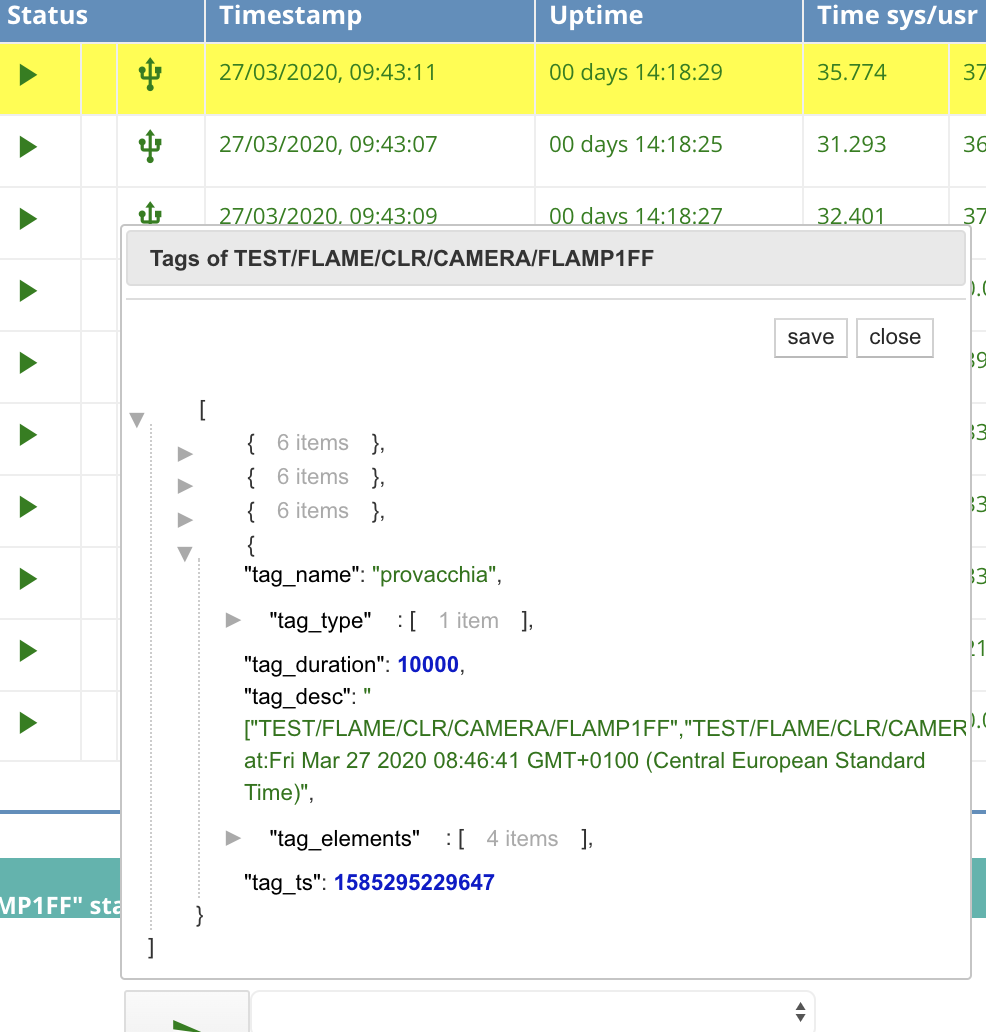 Status Timestamp Uptime Time sys/usr
27/03/2020, 09:43:11 00 days 14:18:29 35.774 37
27/03/2020, 09:43:07 00 days 14:18:25 31.293 36
27/03/2020, 09:43:09 00 days 14:18:27 32.401 37
Tags of TEST/FLAME/CLR/CAMERA/FLAMP1FF
save close
[
{ 6 items },
{ 6 items },
{ 6 items },
{
"tag_name": "provacchia",
"tag_type" : [ 1 item ],
"tag_duration": 10000,
"tag_desc": "
["TEST/FLAME/CLR/CAMERA/FLAMP1FF","TEST/FLAME/CLR/CAMER
at:Fri Mar 27 2020 08:46:41 GMT+0100 (Central European Standard
Time)",
"tag_elements" : [ 4 items ],
"tag_ts": 1585295229647
}
]
MP1FF" sta